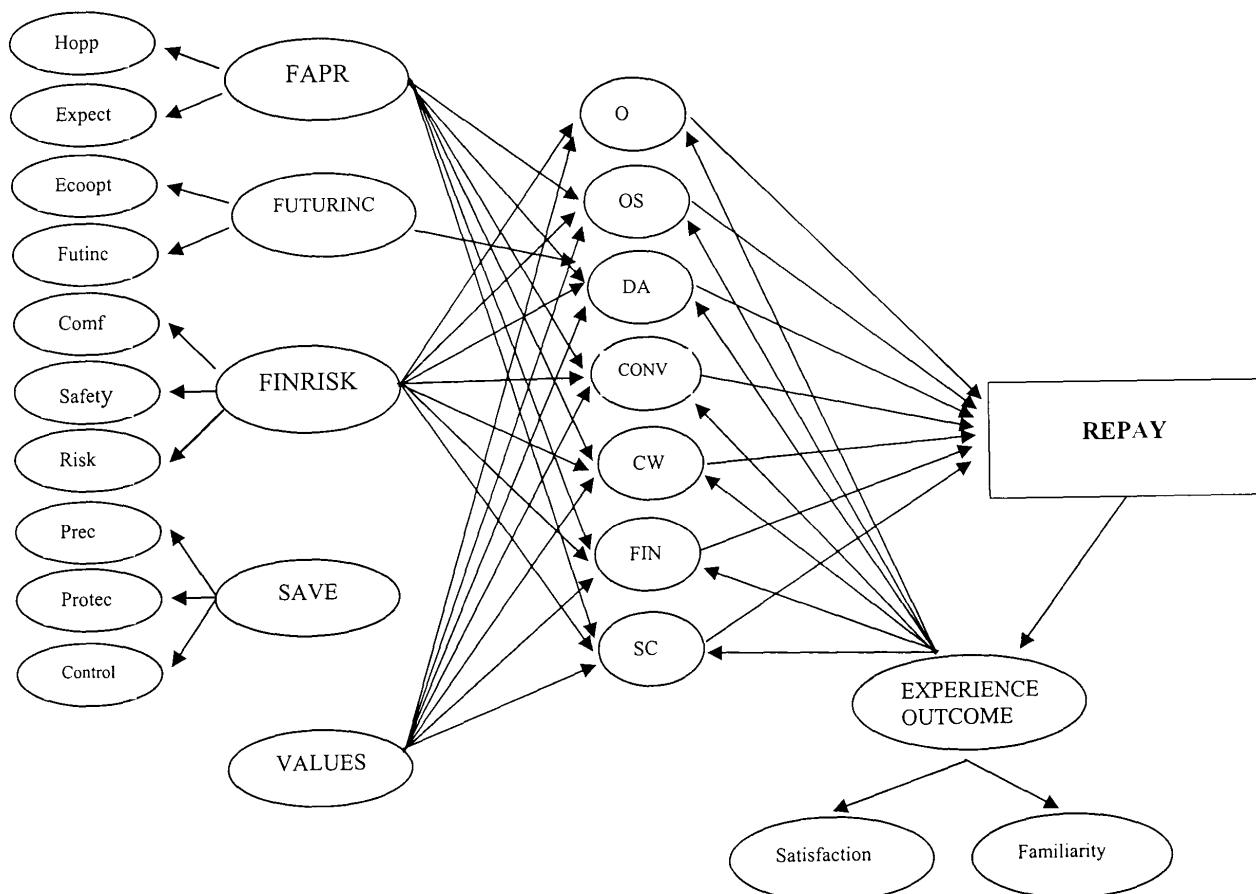 Hopp
Expect
Ecoopt
Futinc
Comf
Safety
Risk
Prec
Protec
Control
FAPR
FUTURINC
FINRISK
SAVE
VALUES
O
OS
DA
CONV
CW
FIN
SC
REPAY
EXPERIENCE
OUTCOME
Satisfaction
Familiarity